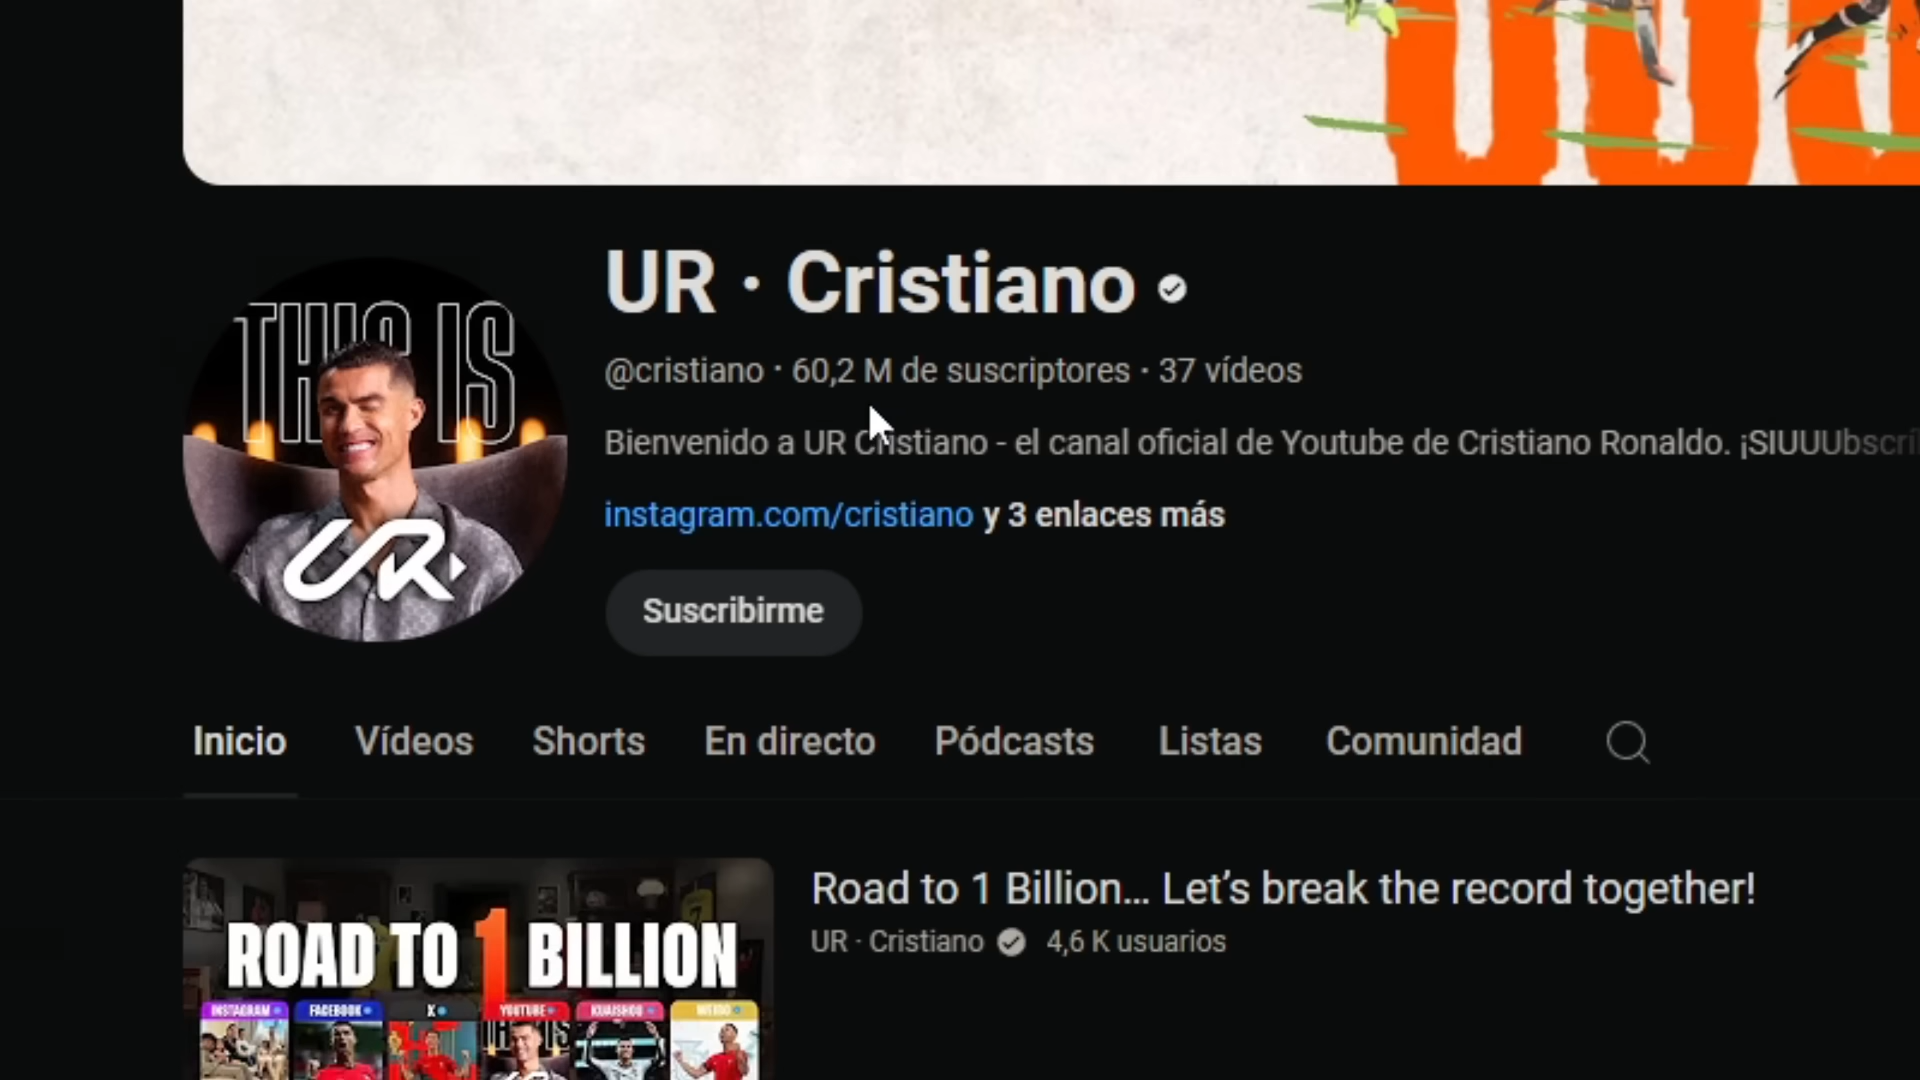 UR · Cristiano
@cristiano · 60,2 M de suscriptores · 37 vídeos
Bienvenido a UR Cristiano - el canal oficial de Youtube de Cristiano Ronaldo. ¡SIUUUbscrí
instagram.com/cristiano y 3 enlaces más
Suscribirme
THIS IS
UR
Inicio Vídeos Shorts En directo Pódcasts Listas Comunidad
Road to 1 Billion... Let's break the record together!
UR · Cristiano 4,6 K usuarios
ROAD TO 1 BILLION
INSTAGRAM FACEBOOK X YOUTUBE KUAISHOU WEIBO